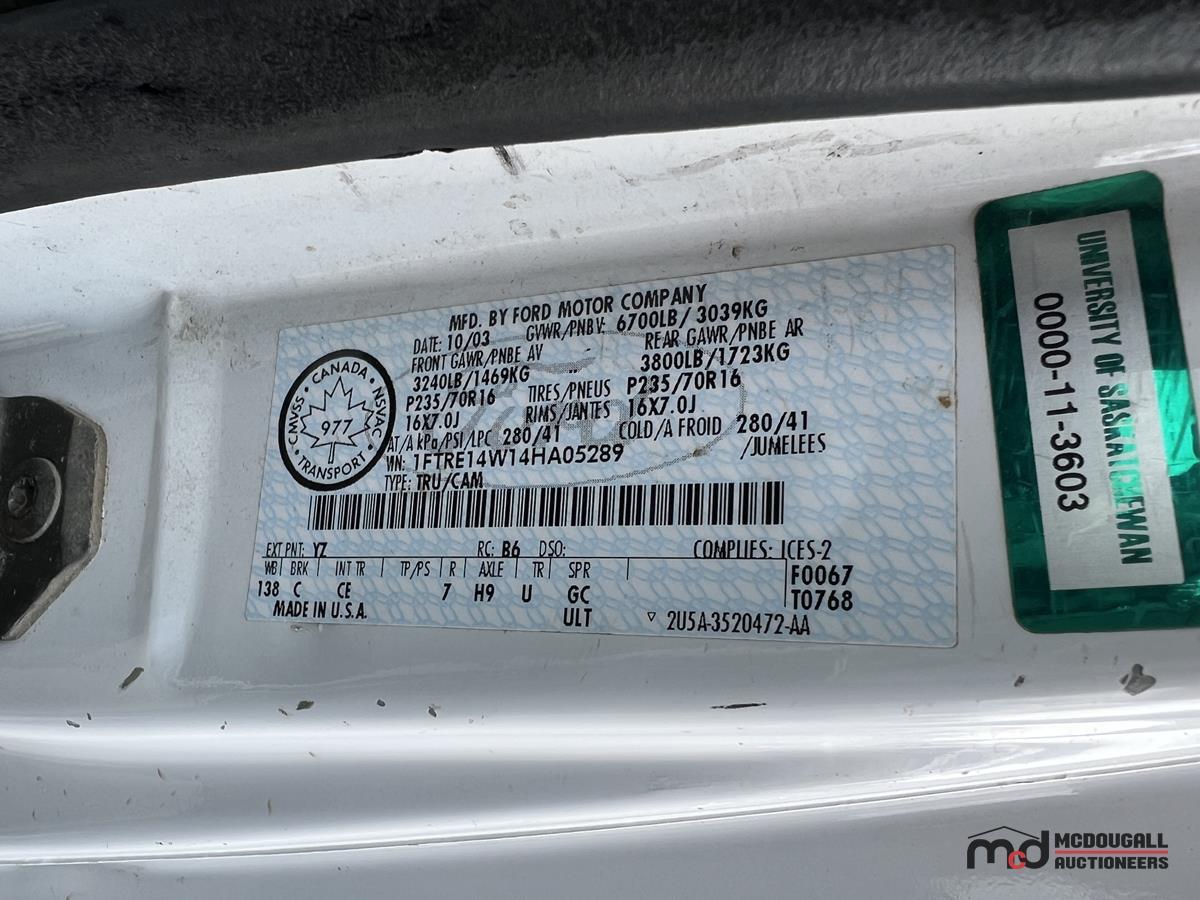 MFD. BY FORD MOTOR COMPANY
DATE: 10/03 GVWR/PNBV: 6700LB/ 3039KG
FRONT GAWR/PNBE AV REAR GAWR/PNBE AR
3240LB/1469KG 3800LB/1723KG
P235/70R16 TIRES/PNEUS P235/70R16
16X7.0J RIMS/JANTES 16X7.0J
AT/A kPa/PSI/LPC 280/41 COLD/A FROID 280/41
VIN: 1FTRE14W14HA05289 /JUMELEES
TYPE: TRU/CAM
CANADA
CMVSS • NSVAC
977
TRANSPORT
EXT PNT: YZ RC: B6 DSO: COMPLIES: ICES-2
WB BRK INT TR TP/PS R AXLE TR SPR F0067
138 C CE 7 H9 U GC T0768
MADE IN U.S.A. ULT ▽ 2U5A-3520472-AA
UNIVERSITY OF SASKATCHEWAN
0000-11-3603
mcd MCDOUGALL
AUCTIONEERS